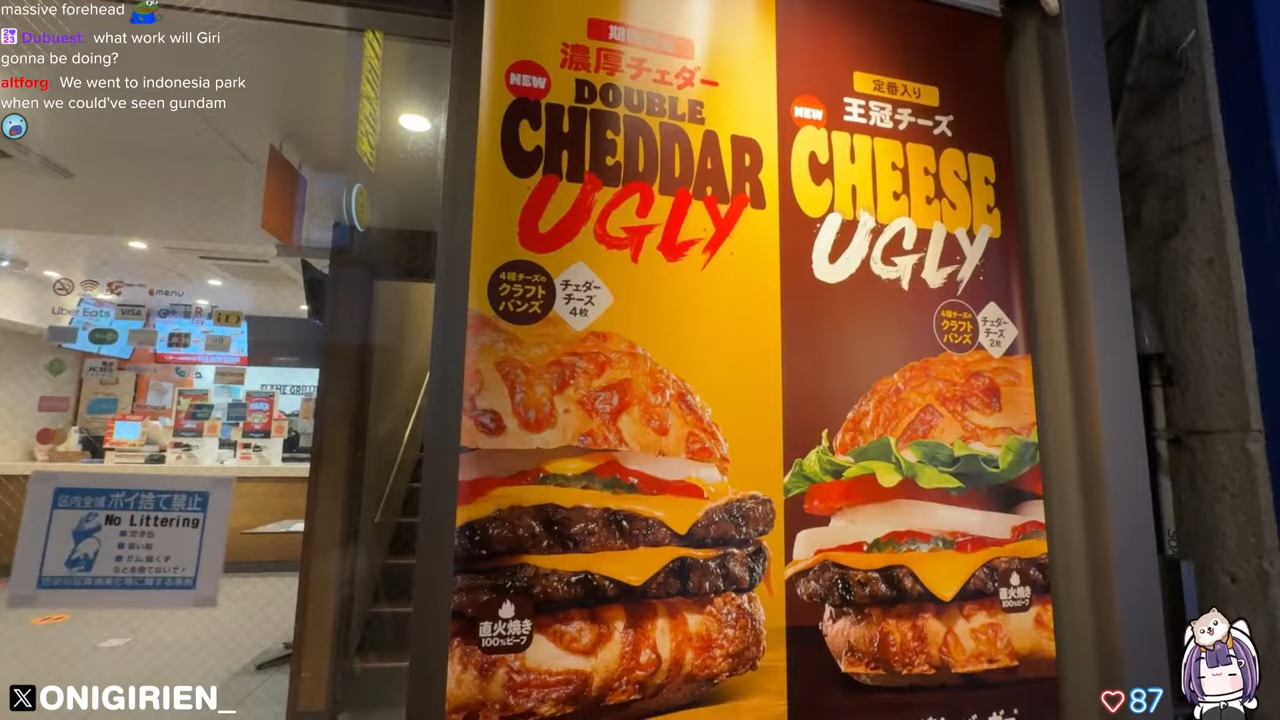 massive forehead
Dubuest: what work will Giri
gonna be doing?
altforg: We went to indonesia park
when we could've seen gundam
濃厚チェダー
NEW
DOUBLE
CHEDDAR
UGLY
4種チーズの
クラフト
バンズ
チェダー
チーズ
4枚
直火焼き
100%ビーフ
定番入り
NEW
王冠チーズ
CHEESE
UGLY
4種チーズの
クラフト
バンズ
チェダー
チーズ
2枚
直火焼き
100%ビーフ
menu
Uber Eats
VISA
iD
区内全域ポイ捨て禁止
No Littering
ONIGIRIEN_
87